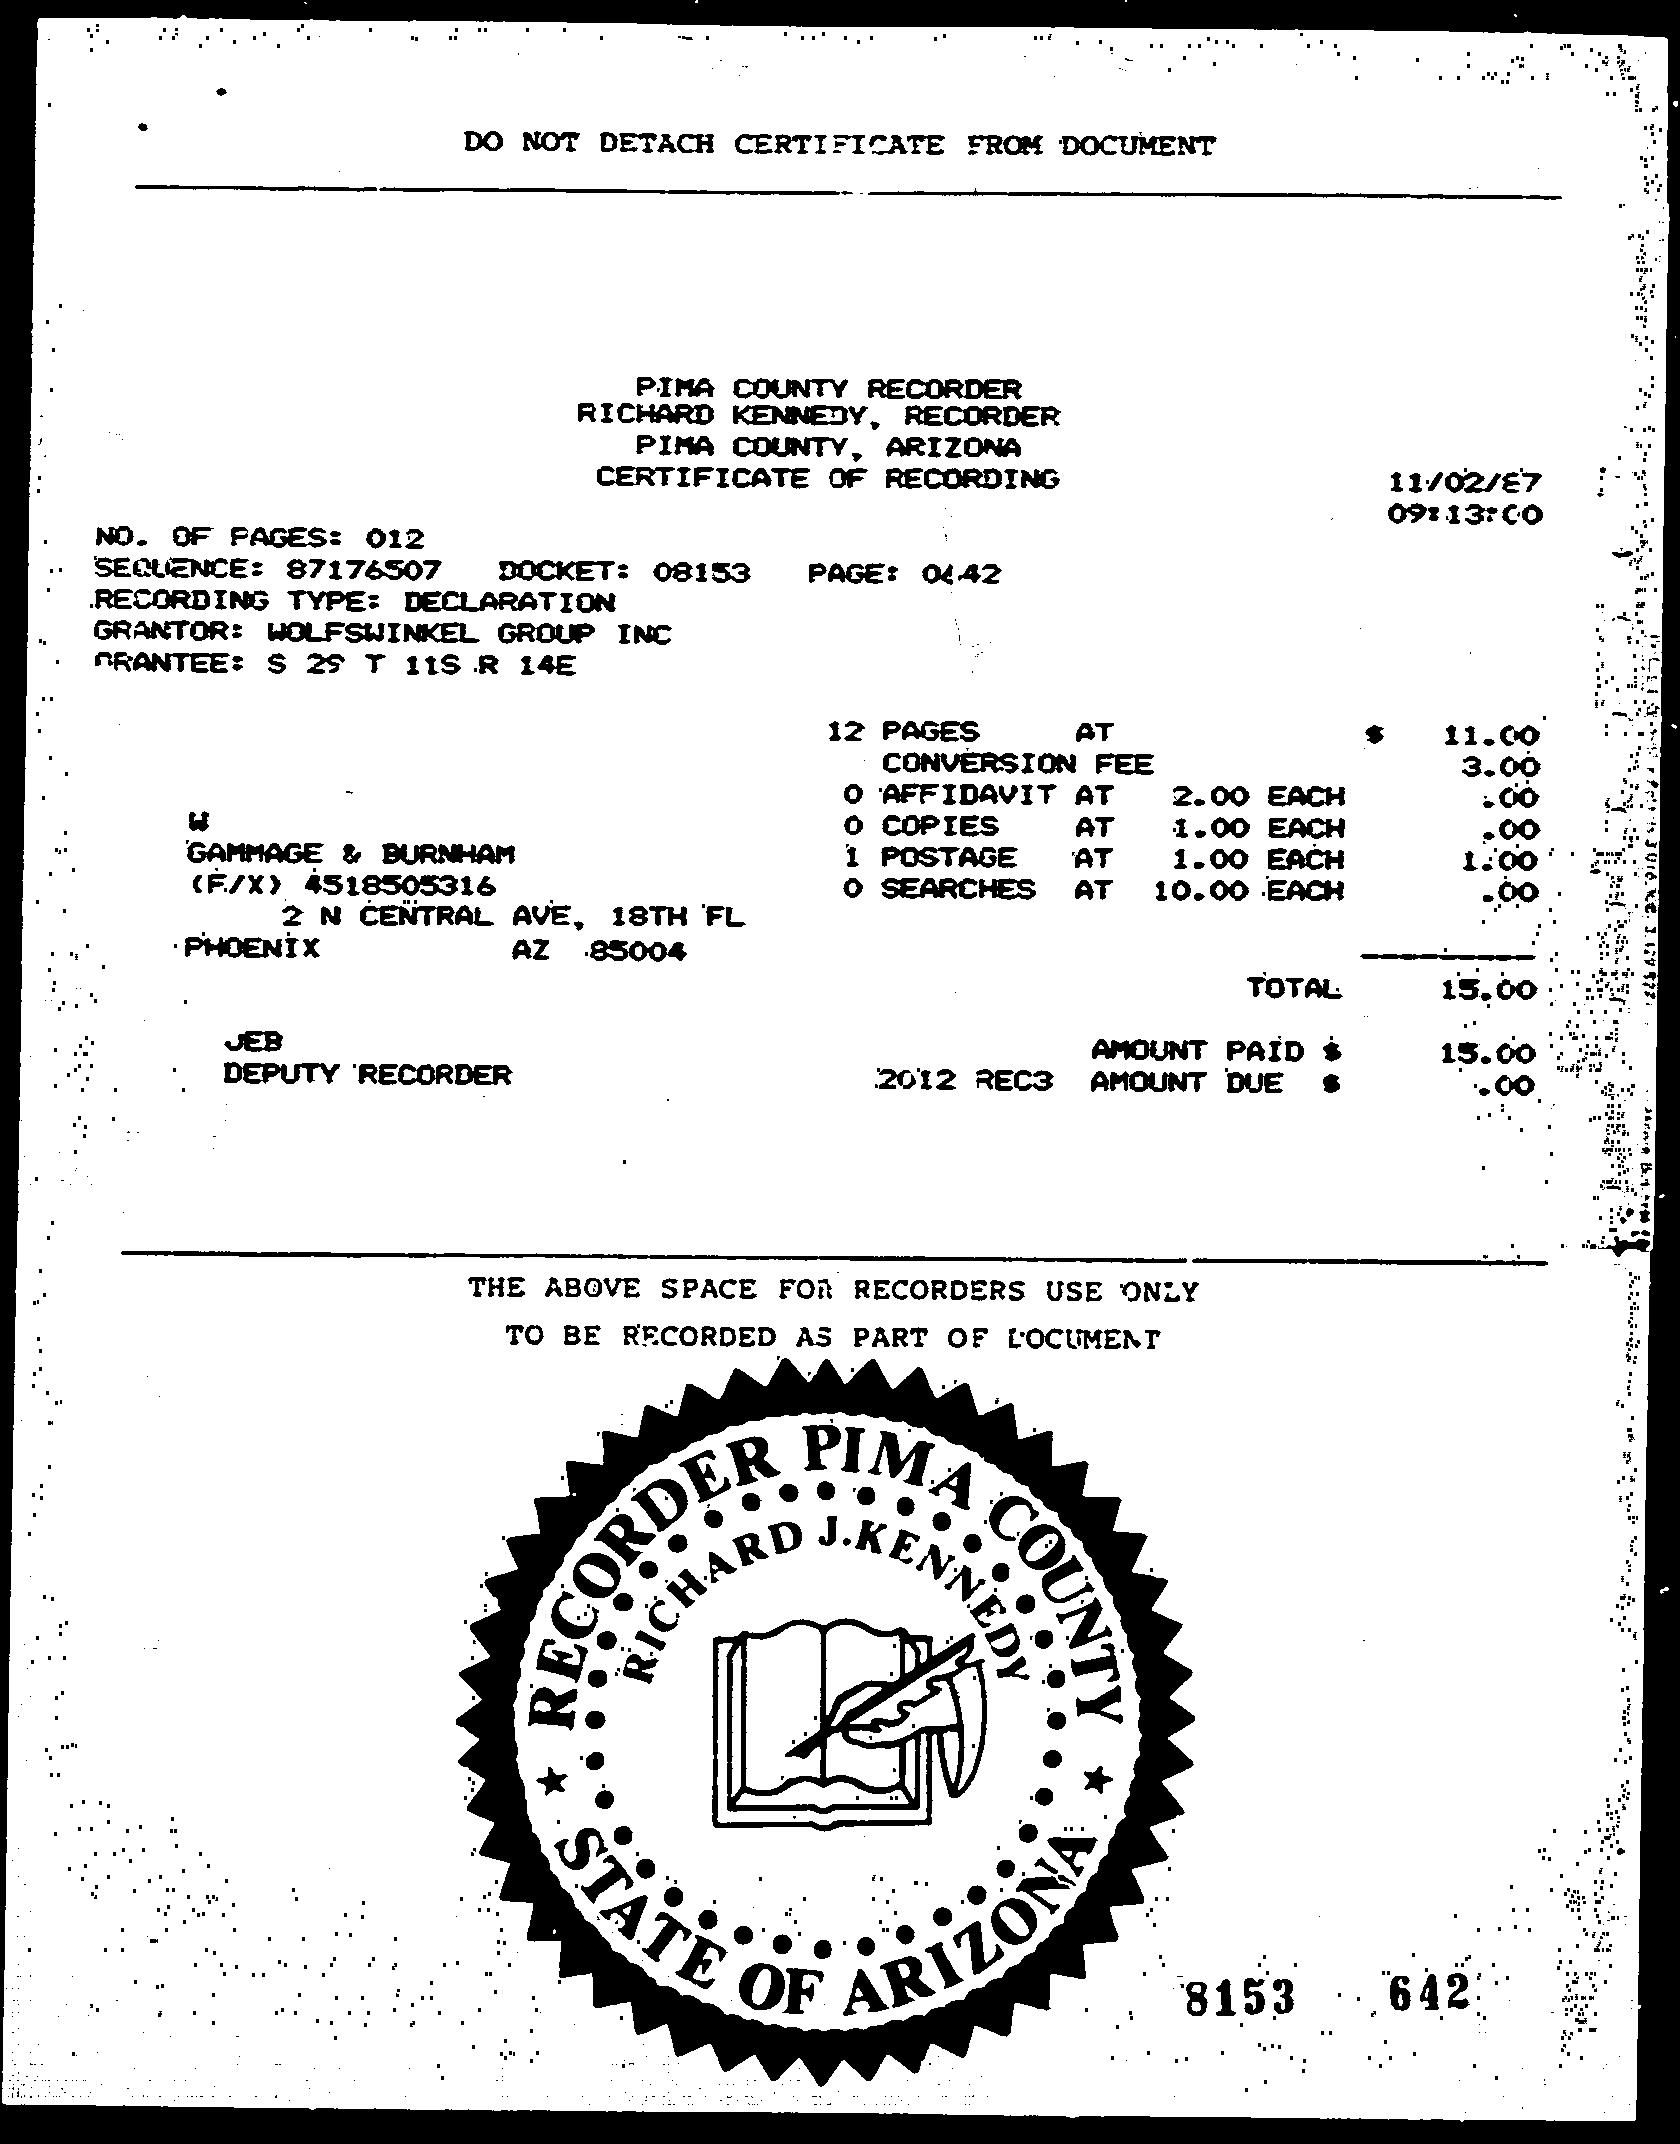 DO NOT DETACH CERTIFICATE FROM DOCUMENT
PIMA COUNTY RECORDER
RICHARD KENNEDY, RECORDER
PIMA COUNTY, ARIZONA
CERTIFICATE OF RECORDING
11/02/87
09:13:00
NO. OF PAGES: 012
SEQUENCE: 87176507 DOCKET: 08153 PAGE: 0642
RECORDING TYPE: DECLARATION
GRANTOR: WOLFSWINKEL GROUP INC
GRANTEE: S 29 T 11S R 14E
12 PAGES AT $ 11.00
CONVERSION FEE 3.00
0 AFFIDAVIT AT 2.00 EACH .00
W
0 COPIES AT 1.00 EACH .00
GAMMAGE & BURNHAM
1 POSTAGE AT 1.00 EACH 1.00
(F/X) 4518505316
0 SEARCHES AT 10.00 EACH .00
2 N CENTRAL AVE, 18TH FL
PHOENIX AZ 85004
TOTAL 15.00
JEB
AMOUNT PAID $ 15.00
DEPUTY RECORDER
2012 REC3 AMOUNT DUE $ .00
THE ABOVE SPACE FOR RECORDERS USE ONLY
TO BE RECORDED AS PART OF DOCUMENT
RECORDER PIMA COUNTY
RICHARD J. KENNEDY
STATE OF ARIZONA
8153 642